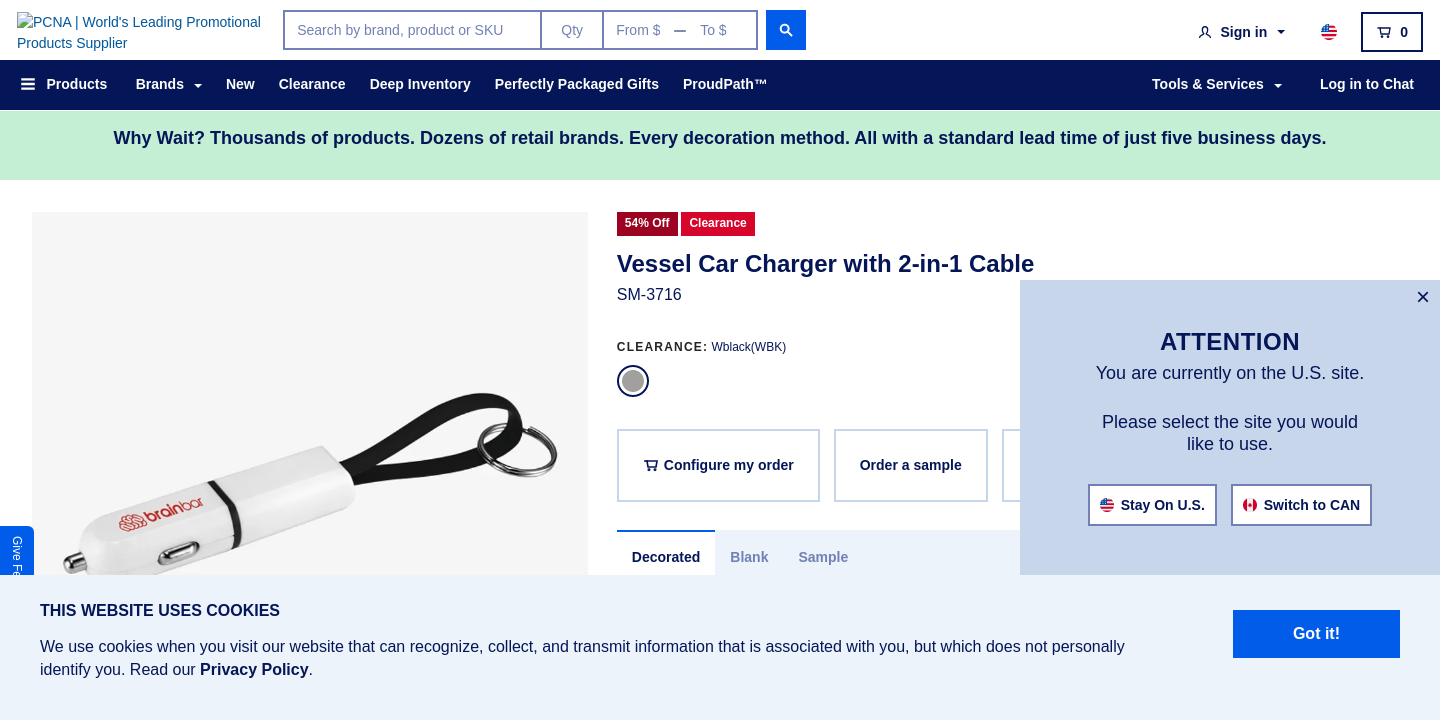 PCNA | World's Leading Promotional
Products Supplier
Search by brand, product or SKU
Qty
From $ — To $
Sign in
0
Products
Brands
New
Clearance
Deep Inventory
Perfectly Packaged Gifts
ProudPath™
Tools & Services
Log in to Chat
Why Wait? Thousands of products. Dozens of retail brands. Every decoration method. All with a standard lead time of just five business days.
54% Off
Clearance
Vessel Car Charger with 2-in-1 Cable
SM-3716
CLEARANCE: Wblack(WBK)
Configure my order
Order a sample
Decorated
Blank
Sample
brainbar
Give Fe
×
ATTENTION
You are currently on the U.S. site.
Please select the site you would
like to use.
Stay On U.S.
Switch to CAN
THIS WEBSITE USES COOKIES
We use cookies when you visit our website that can recognize, collect, and transmit information that is associated with you, but which does not personally
identify you. Read our Privacy Policy.
Got it!